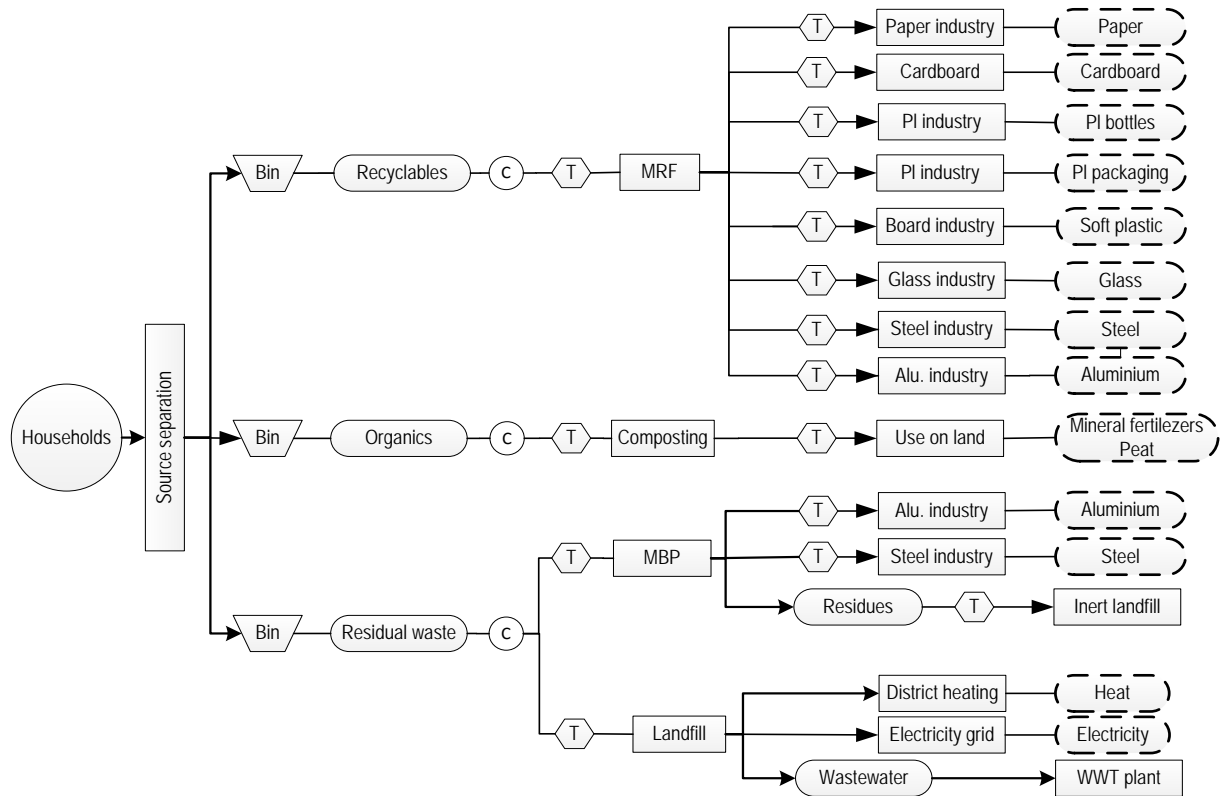 T
Paper industry
Paper
T
Cardboard
Cardboard
T
Pl industry
Pl bottles
Bin
Recyclables
C
T
MRF
T
Pl industry
Pl packaging
T
Board industry
Soft plastic
T
Glass industry
Glass
T
Steel industry
Steel
T
Alu. industry
Aluminium
Households
Source separation
Bin
Organics
C
T
Composting
T
Use on land
Mineral fertilezers
Peat
T
Alu. industry
Aluminium
T
MBP
T
Steel industry
Steel
Residues
T
Inert landfill
Bin
Residual waste
C
District heating
Heat
T
Landfill
Electricity grid
Electricity
Wastewater
WWT plant